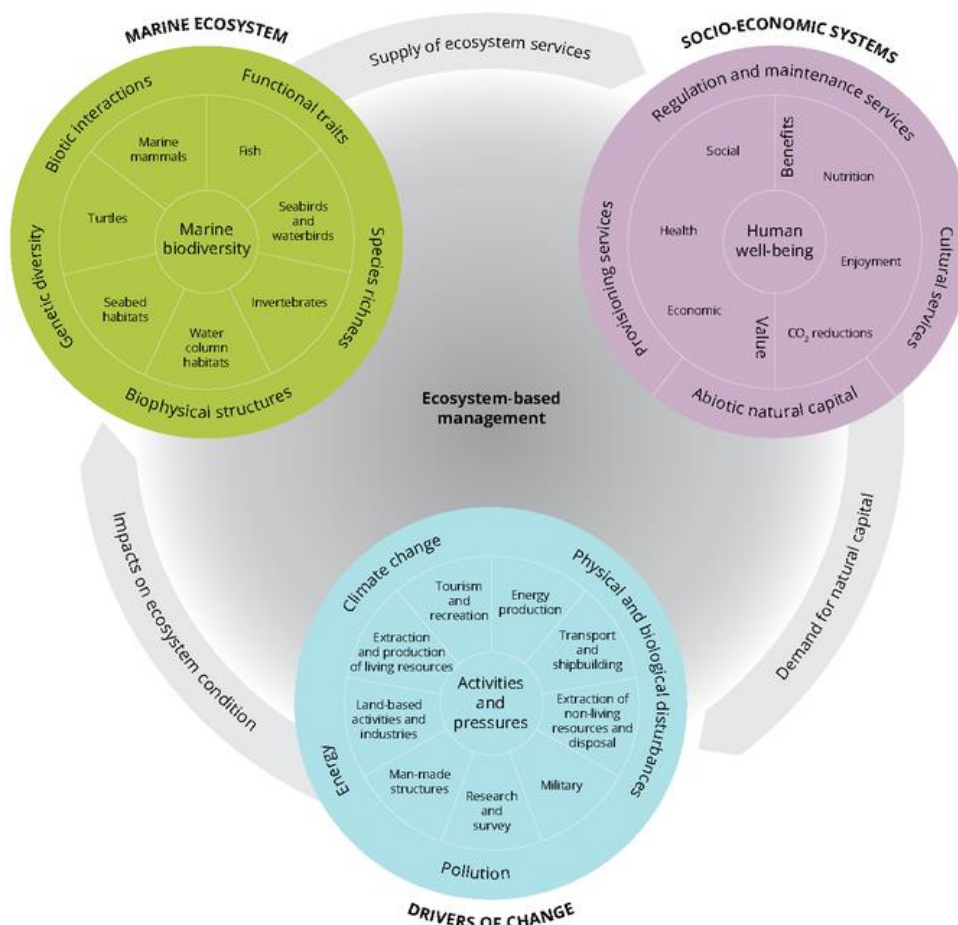 MARINE ECOSYSTEM
Biotic Interactions
Functional traits
Species richness
Biophysical structures
Genetic diversity
Marine
mammals
Fish
Seabirds
and
waterbirds
Invertebrates
Water
column
habitats
Seabed
habitats
Turtles
Marine
biodiversity
Supply of ecosystem services
SOCIO-ECONOMIC SYSTEMS
Regulation and maintenance services
Cultural services
Abiotic natural capital
Provisioning services
Benefits
Social
Nutrition
Health
Enjoyment
Economic
Value
CO₂ reductions
Human
well-being
Ecosystem-based
management
Demand for natural capital
Impacts on ecosystem condition
Climate change
Physical and biological disturbances
Pollution
Energy
Tourism
and
recreation
Energy
production
Transport
and
shipbuilding
Extraction of
non-living
resources and
disposal
Military
Research
and
survey
Man-made
structures
Land-based
activities and
industries
Extraction
and production
of living resources
Activities
and
pressures
DRIVERS OF CHANGE